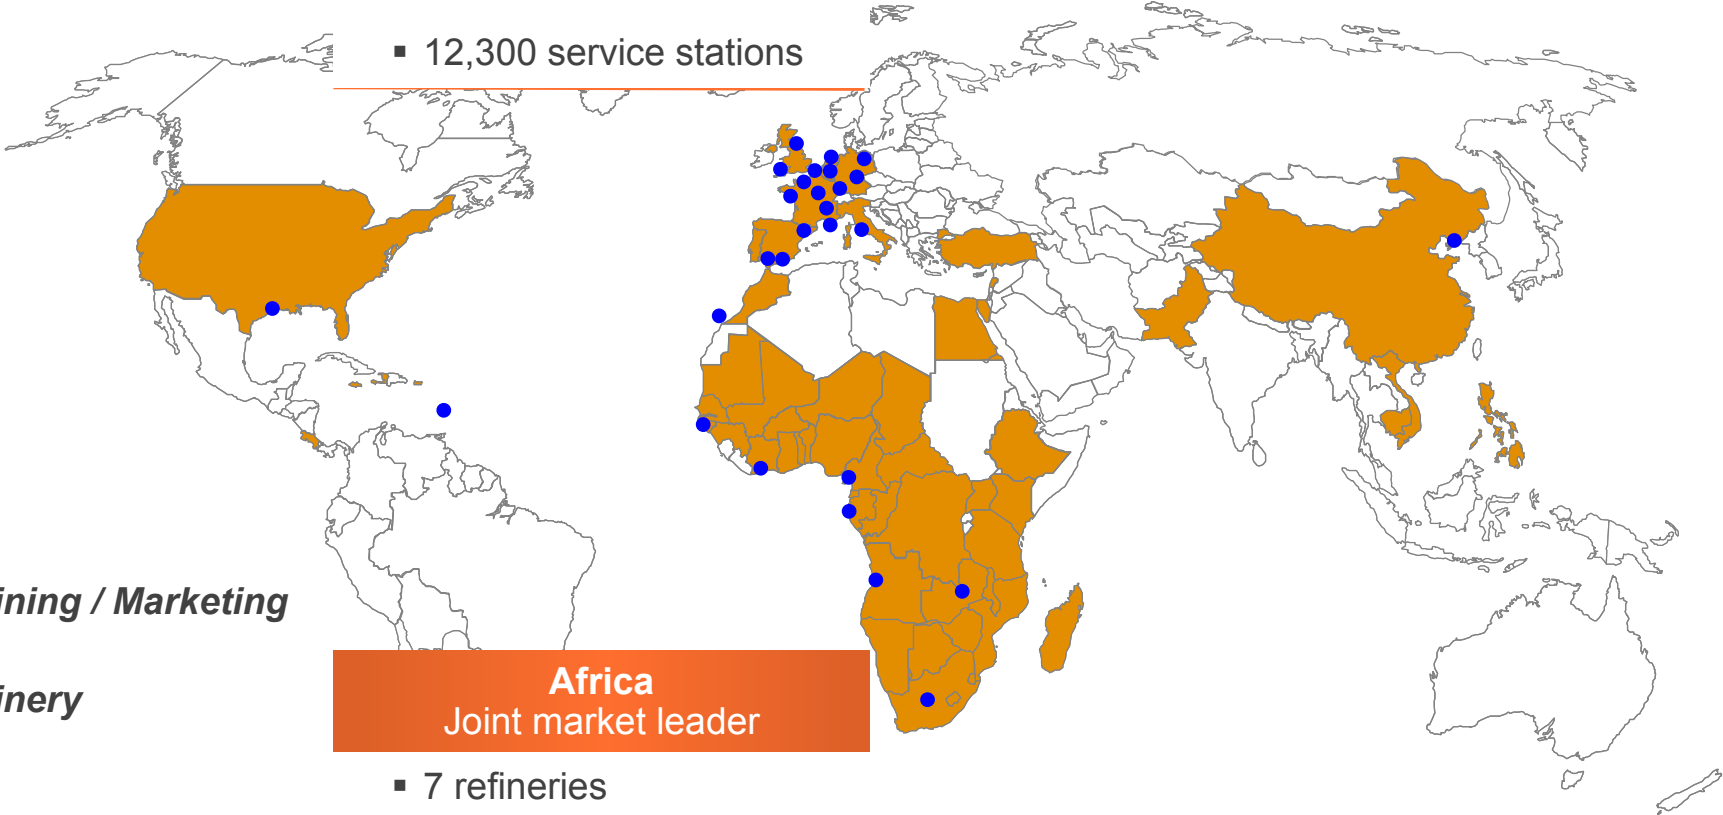 ▪ 12,300 service stations
ining / Marketing
Africa
inery
Joint market leader
▪ 7 refineries